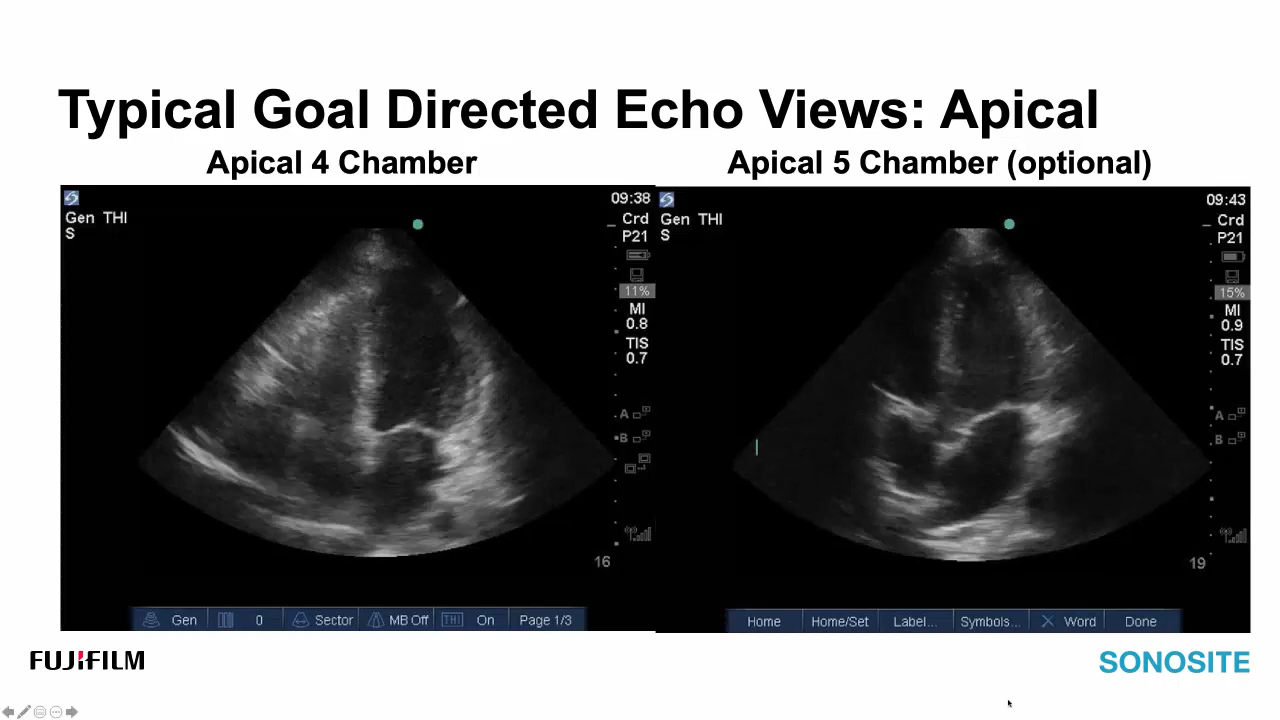 Typical Goal Directed Echo Views: Apical
Apical 4 Chamber
Gen THI
S
09:38
Crd
P21
11%
MI
0.8
TIS
0.7
A
B
16
Gen
0
Sector
MB Off
THI
On
Page 1/3
Apical 5 Chamber (optional)
Gen THI
S
09:43
Crd
P21
15%
MI
0.9
TIS
0.7
A
B
19
Home
Home/Set
Label...
Symbols...
Word
Done
FUJIFILM
SONOSITE